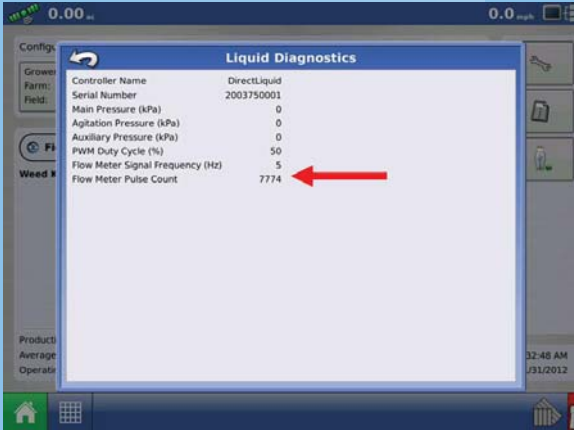 0.00 ac
0.0 mph
Liquid Diagnostics
Configu
Grower
Farm:
Field:
Fi
Weed
Controller Name DirectLiquid
Serial Number 2003750001
Main Pressure (kPa) 0
Agitation Pressure (kPa) 0
Auxiliary Pressure (kPa) 0
PWM Duty Cycle (%) 50
Flow Meter Signal Frequency (Hz) 5
Flow Meter Pulse Count 7774
Producti
Average
Operati
32:48 AM
/31/2012